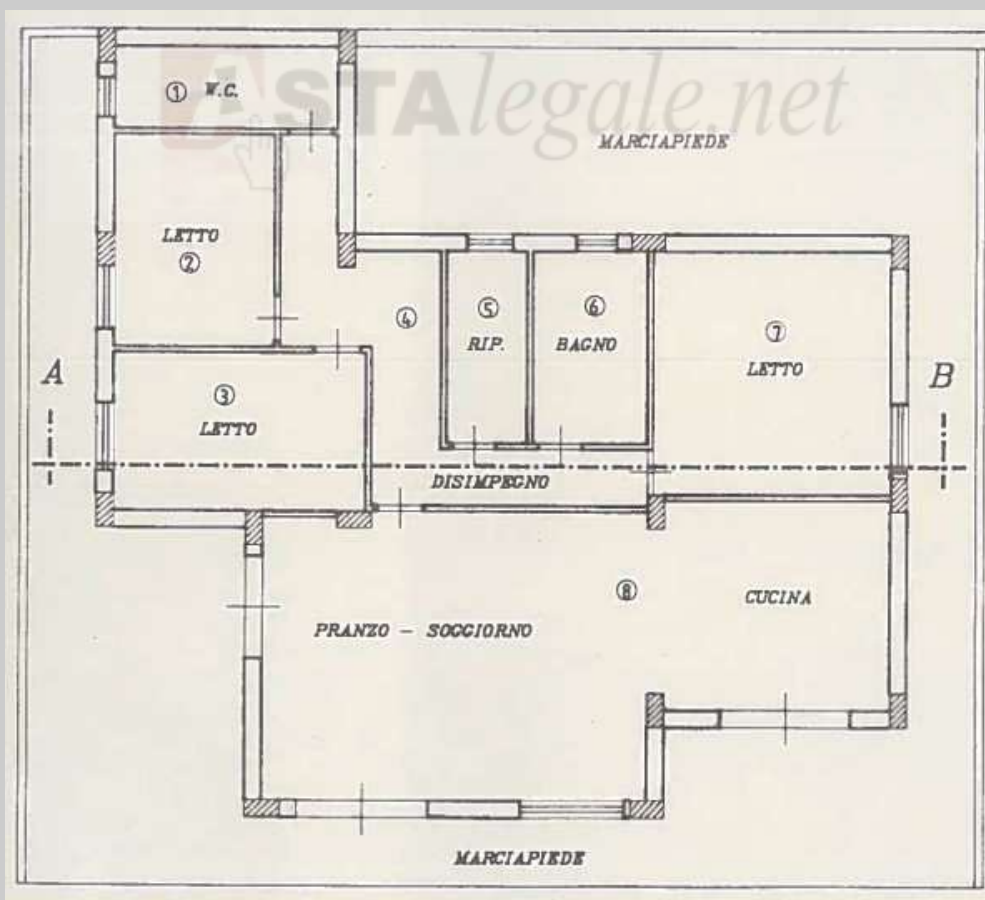 ASTAlegale.net
① W.C.
MARCIAPIEDE
LETTO
②
④
⑤
RIP.
⑥
BAGNO
⑦
LETTO
A
B
③
LETTO
DISIMPEGNO
⑧
CUCINA
PRANZO - SOGGIORNO
MARCIAPIEDE